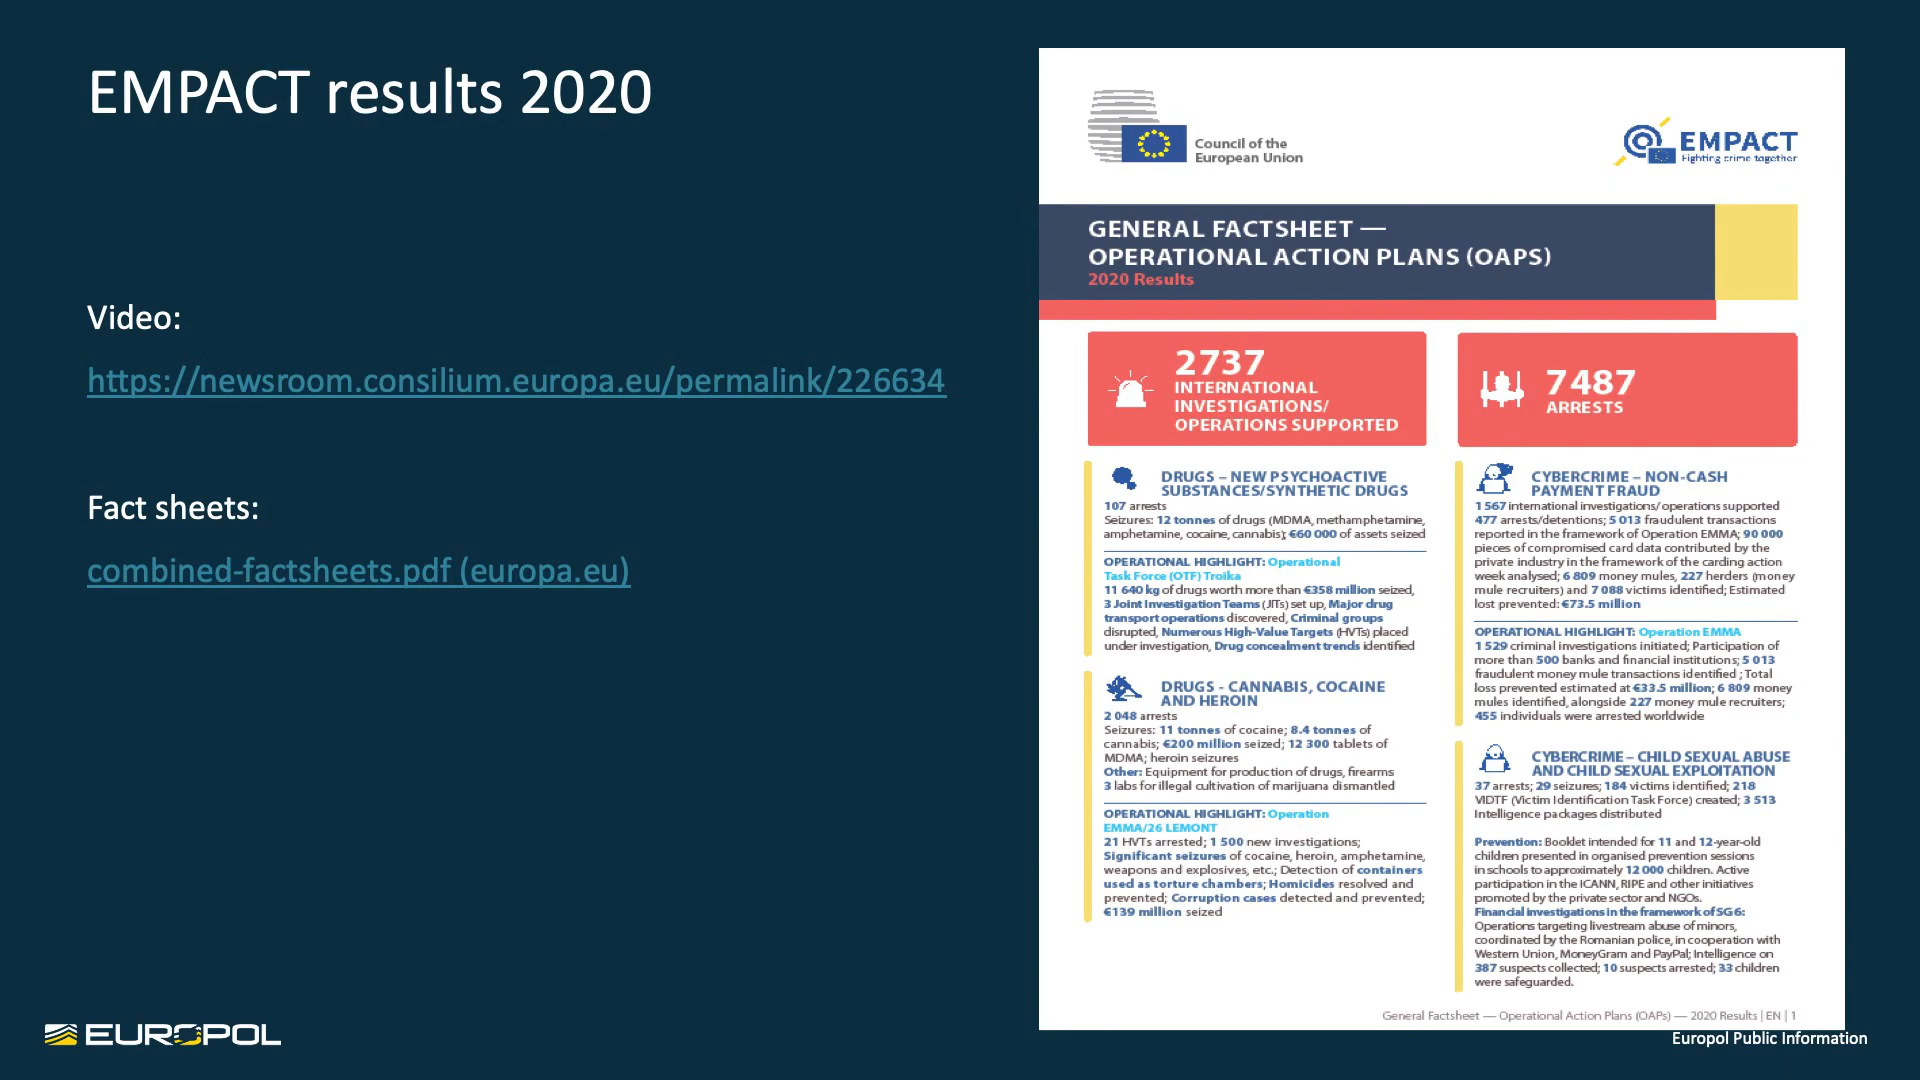 EMPACT results 2020
Video:
https://newsroom.consilium.europa.eu/permalink/226634
Fact sheets:
combined-factsheets.pdf (europa.eu)
Council of the
European Union
EMPACT
Fighting crime together
GENERAL FACTSHEET —
OPERATIONAL ACTION PLANS (OAPS)
2020 Results
2737
INTERNATIONAL
INVESTIGATIONS/
OPERATIONS SUPPORTED
7487
ARRESTS
DRUGS – NEW PSYCHOACTIVE
SUBSTANCES/SYNTHETIC DRUGS
107 arrests
Seizures: 12 tonnes of drugs (MDMA, methamphetamine,
amphetamine, cocaine, cannabis); €60 000 of assets seized
OPERATIONAL HIGHLIGHT: Operational
Task Force (OTF) Troika
11 640 kg of drugs worth more than €358 million seized,
3 Joint Investigation Teams (JITs) set up, Major drug
transport operations discovered, Criminal groups
disrupted, Numerous High-Value Targets (HVTs) placed
under investigation, Drug concealment trends identified
DRUGS - CANNABIS, COCAINE
AND HEROIN
2 048 arrests
Seizures: 11 tonnes of cocaine; 8.4 tonnes of
cannabis; €200 million seized; 12 300 tablets of
MDMA; heroin seizures
Other: Equipment for production of drugs, firearms
3 labs for illegal cultivation of marijuana dismantled
OPERATIONAL HIGHLIGHT: Operation
EMMA/26 LEMONT
21 HVTs arrested; 1 500 new investigations;
Significant seizures of cocaine, heroin, amphetamine,
weapons and explosives, etc.; Detection of containers
used as torture chambers; Homicides resolved and
prevented; Corruption cases detected and prevented;
€139 million seized
CYBERCRIME – NON-CASH
PAYMENT FRAUD
1 567 international investigations/operations supported
477 arrests/detentions; 5 013 fraudulent transactions
reported in the framework of Operation EMMA; 90 000
pieces of compromised card data contributed by the
private industry in the framework of the carding action
week analysed; 6 809 money mules, 227 herders (money
mule recruiters) and 7 088 victims identified; Estimated
lost prevented: €73.5 million
OPERATIONAL HIGHLIGHT: Operation EMMA
1 529 criminal investigations initiated; Participation of
more than 500 banks and financial institutions; 5 013
fraudulent money mule transactions identified ; Total
loss prevented estimated at €33.5 million; 6 809 money
mules identified, alongside 227 money mule recruiters;
455 individuals were arrested worldwide
CYBERCRIME – CHILD SEXUAL ABUSE
AND CHILD SEXUAL EXPLOITATION
37 arrests; 29 seizures; 184 victims identified; 218
VIDTF (Victim Identification Task Force) created; 3 513
Intelligence packages distributed
Prevention: Booklet intended for 11 and 12-year-old
children presented in organised prevention sessions
in schools to approximately 12 000 children. Active
participation in the ICANN, RIPE and other initiatives
promoted by the private sector and NGOs.
Financial investigations in the framework of SG 6:
Operations targeting livestream abuse of minors,
coordinated by the Romanian police, in cooperation with
Western Union, MoneyGram and PayPal; Intelligence on
387 suspects collected; 10 suspects arrested; 33 children
were safeguarded.
General Factsheet — Operational Action Plans (OAPs) — 2020 Results | EN | 1
EUROPOL
Europol Public Information